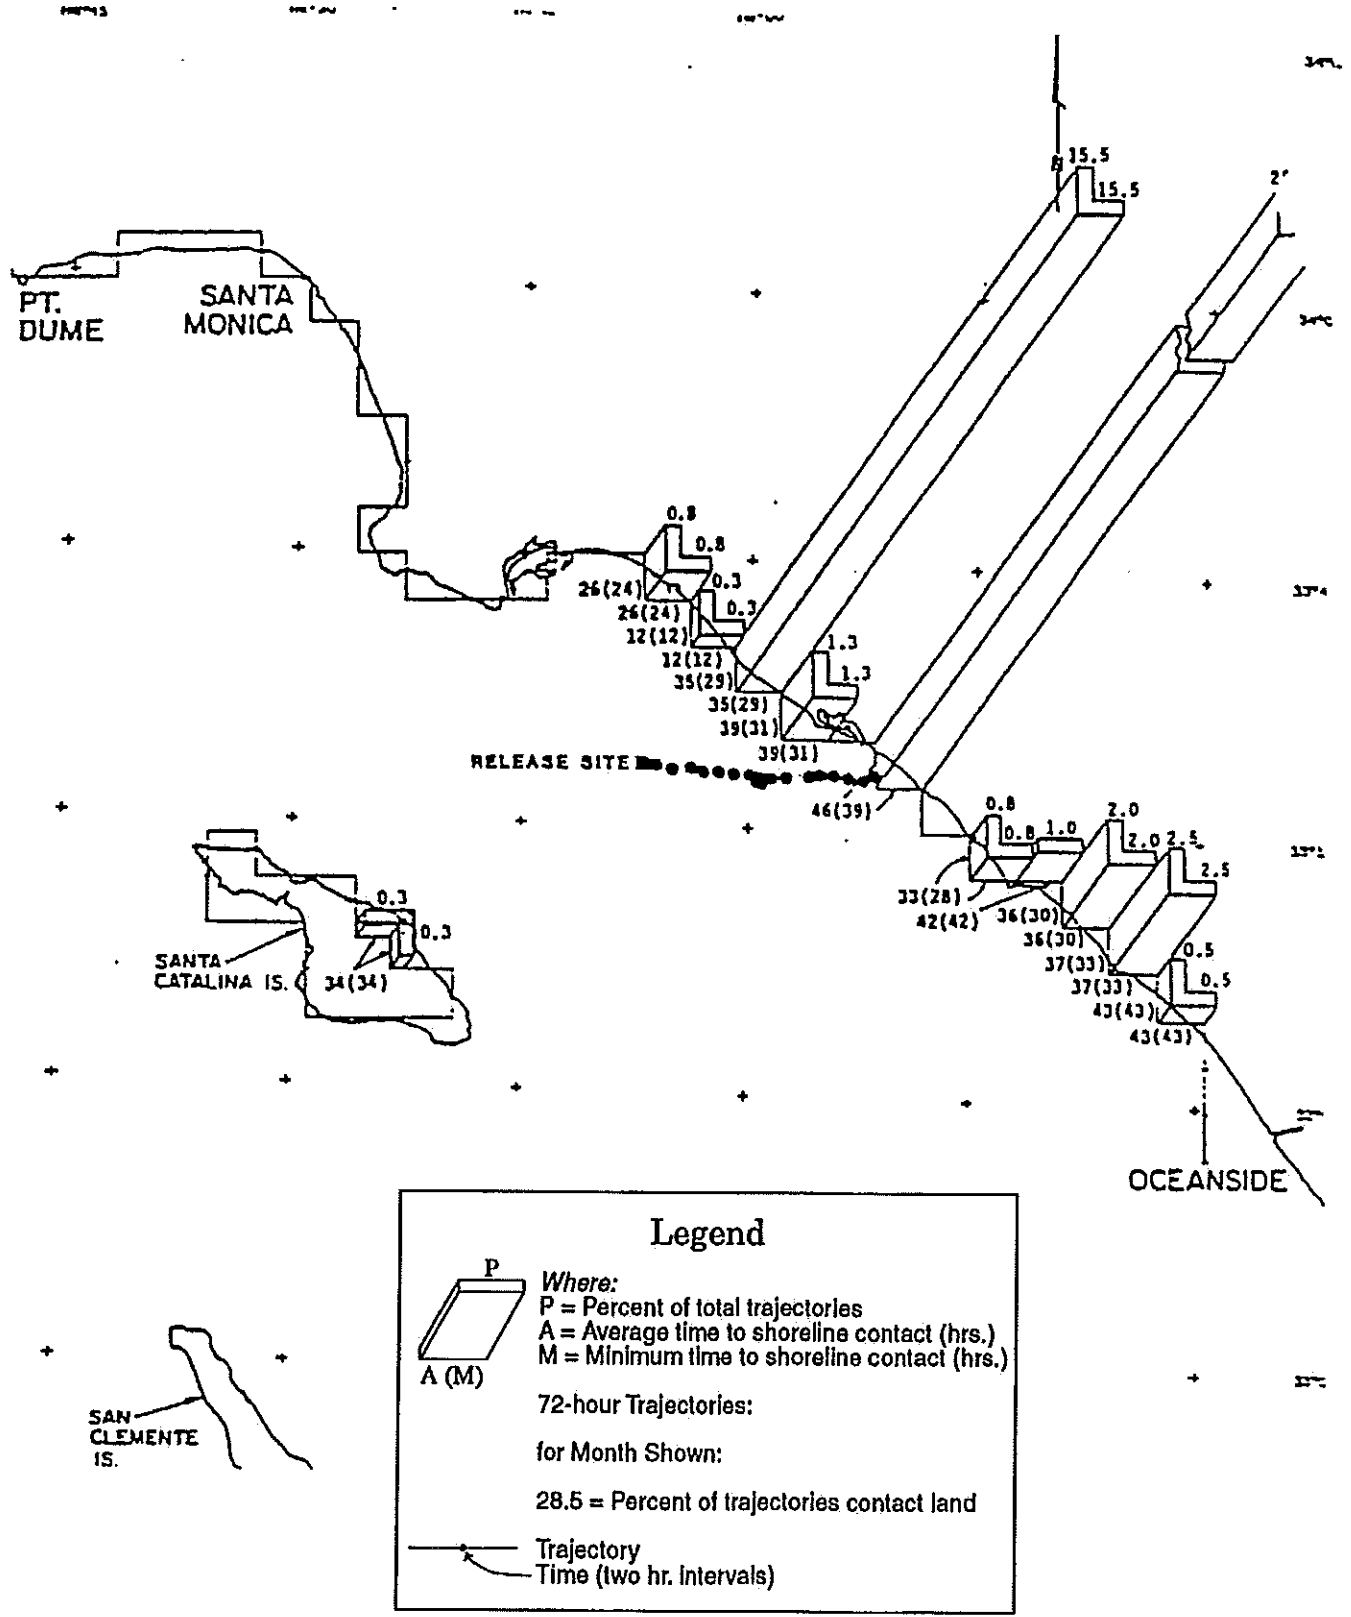 15.5
15.5
PT.
DUME
SANTA
MONICA
0.8
0.8
26(24)
0.3
26(24)
0.3
12(12)
12(12)
1.3
35(29)
1.3
35(29)
39(31)
39(31)
RELEASE SITE
46(39)
0.8
2.0
0.8
1.0
2.0
2.5
2.5
33(28)
42(42)
36(30)
36(30)
0.3
0.3
SANTA
CATALINA IS.
34(34)
37(33)
37(33)
0.5
0.5
43(43)
43(43)
OCEANSIDE
SAN
CLEMENTE
IS.
Legend
P
A (M)
Where:
P = Percent of total trajectories
A = Average time to shoreline contact (hrs.)
M = Minimum time to shoreline contact (hrs.)
72-hour Trajectories:
for Month Shown:
28.5 = Percent of trajectories contact land
Trajectory
Time (two hr. intervals)